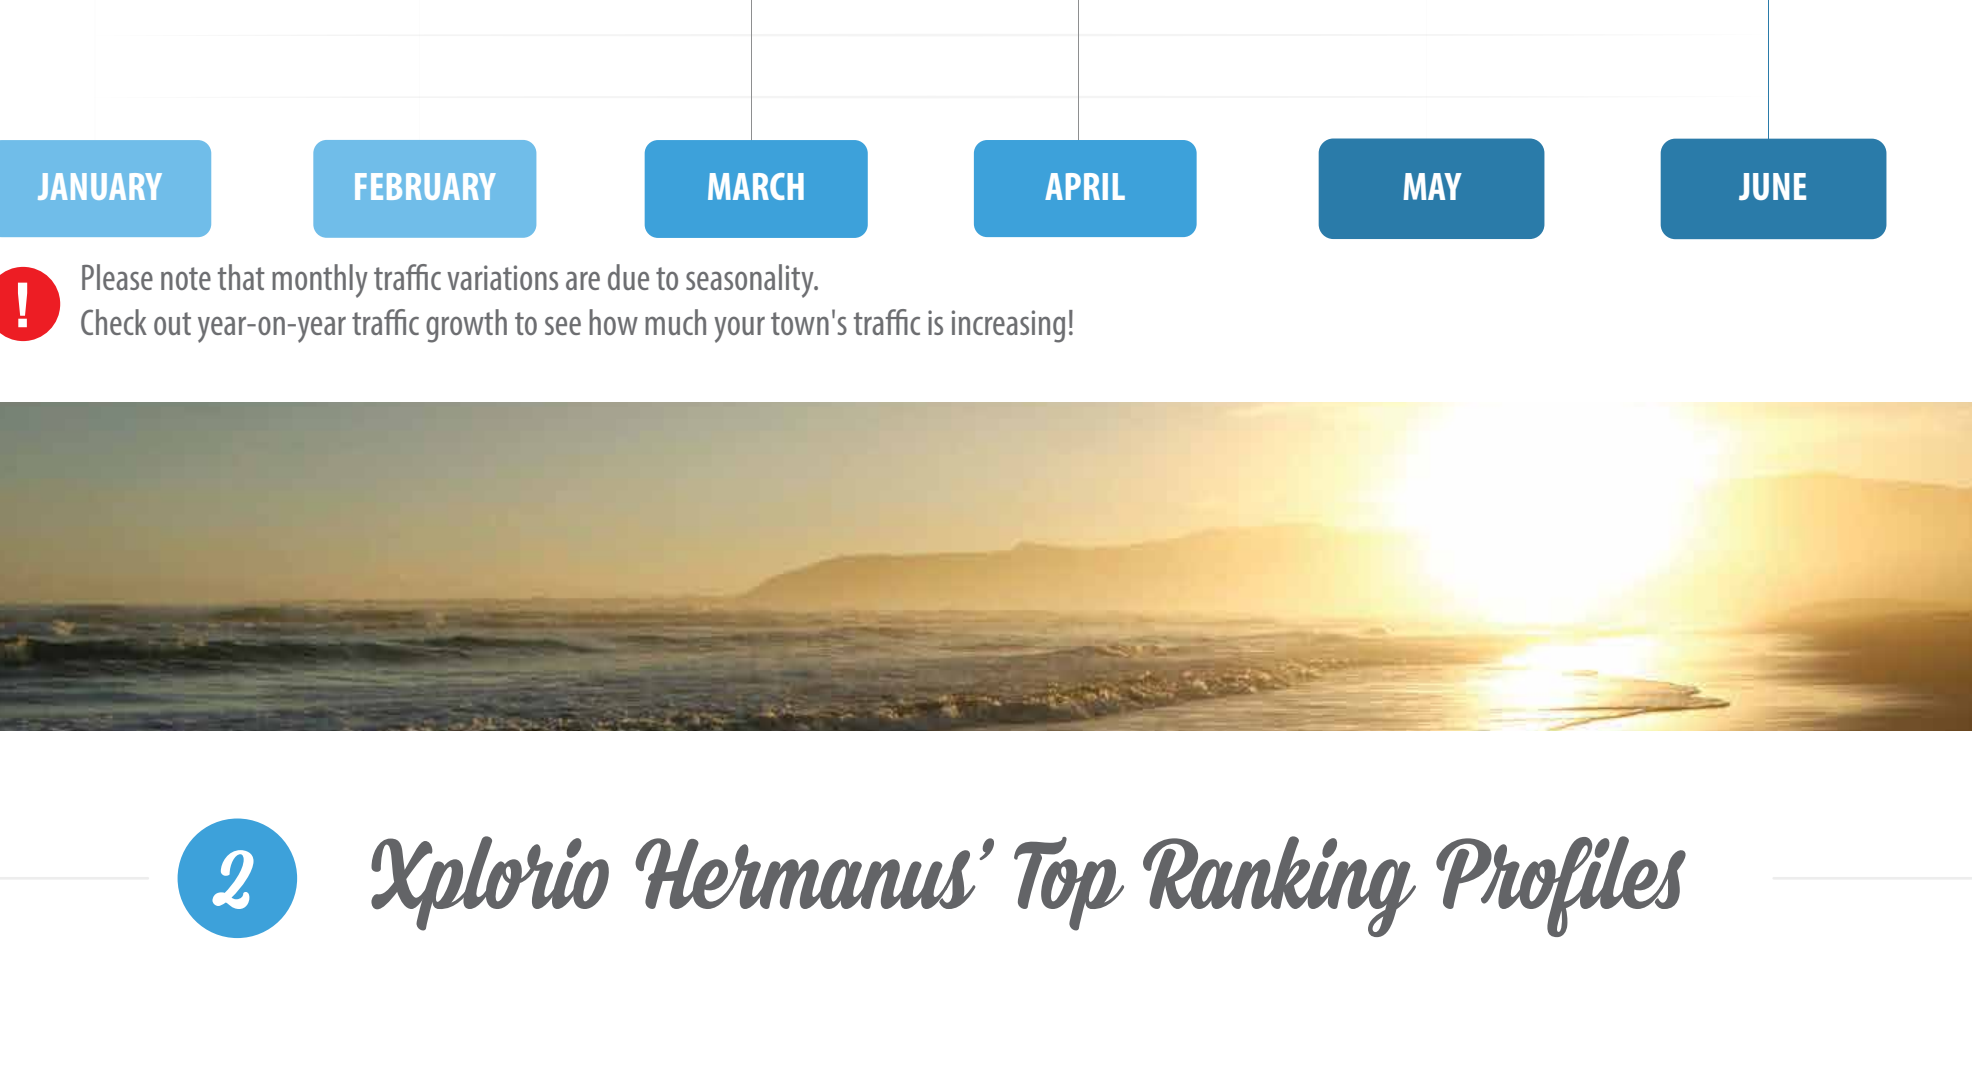 JANUARY FEBRUARY MARCH APRIL MAY JUNE
! Please note that monthly traffic variations are due to seasonality.
Check out year-on-year traffic growth to see how much your town's traffic is increasing!
2 Xplorio Hermanus’ Top Ranking Profiles